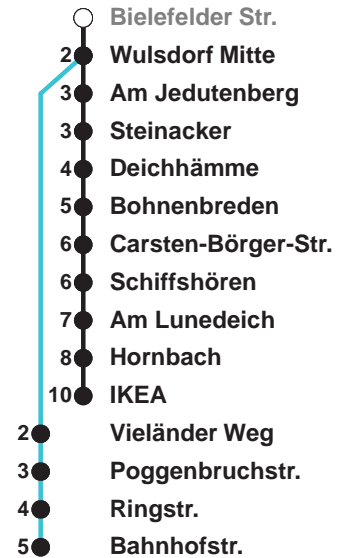 Bielefelder Str.
2 Wulsdorf Mitte
3 Am Jedutenberg
3 Steinacker
4 Deichhämme
5 Bohnenbreden
6 Carsten-Börger-Str.
6 Schiffshören
7 Am Lunedeich
8 Hornbach
10 IKEA
2 Vieländer Weg
3 Poggenbruchstr.
4 Ringstr.
5 Bahnhofstr.